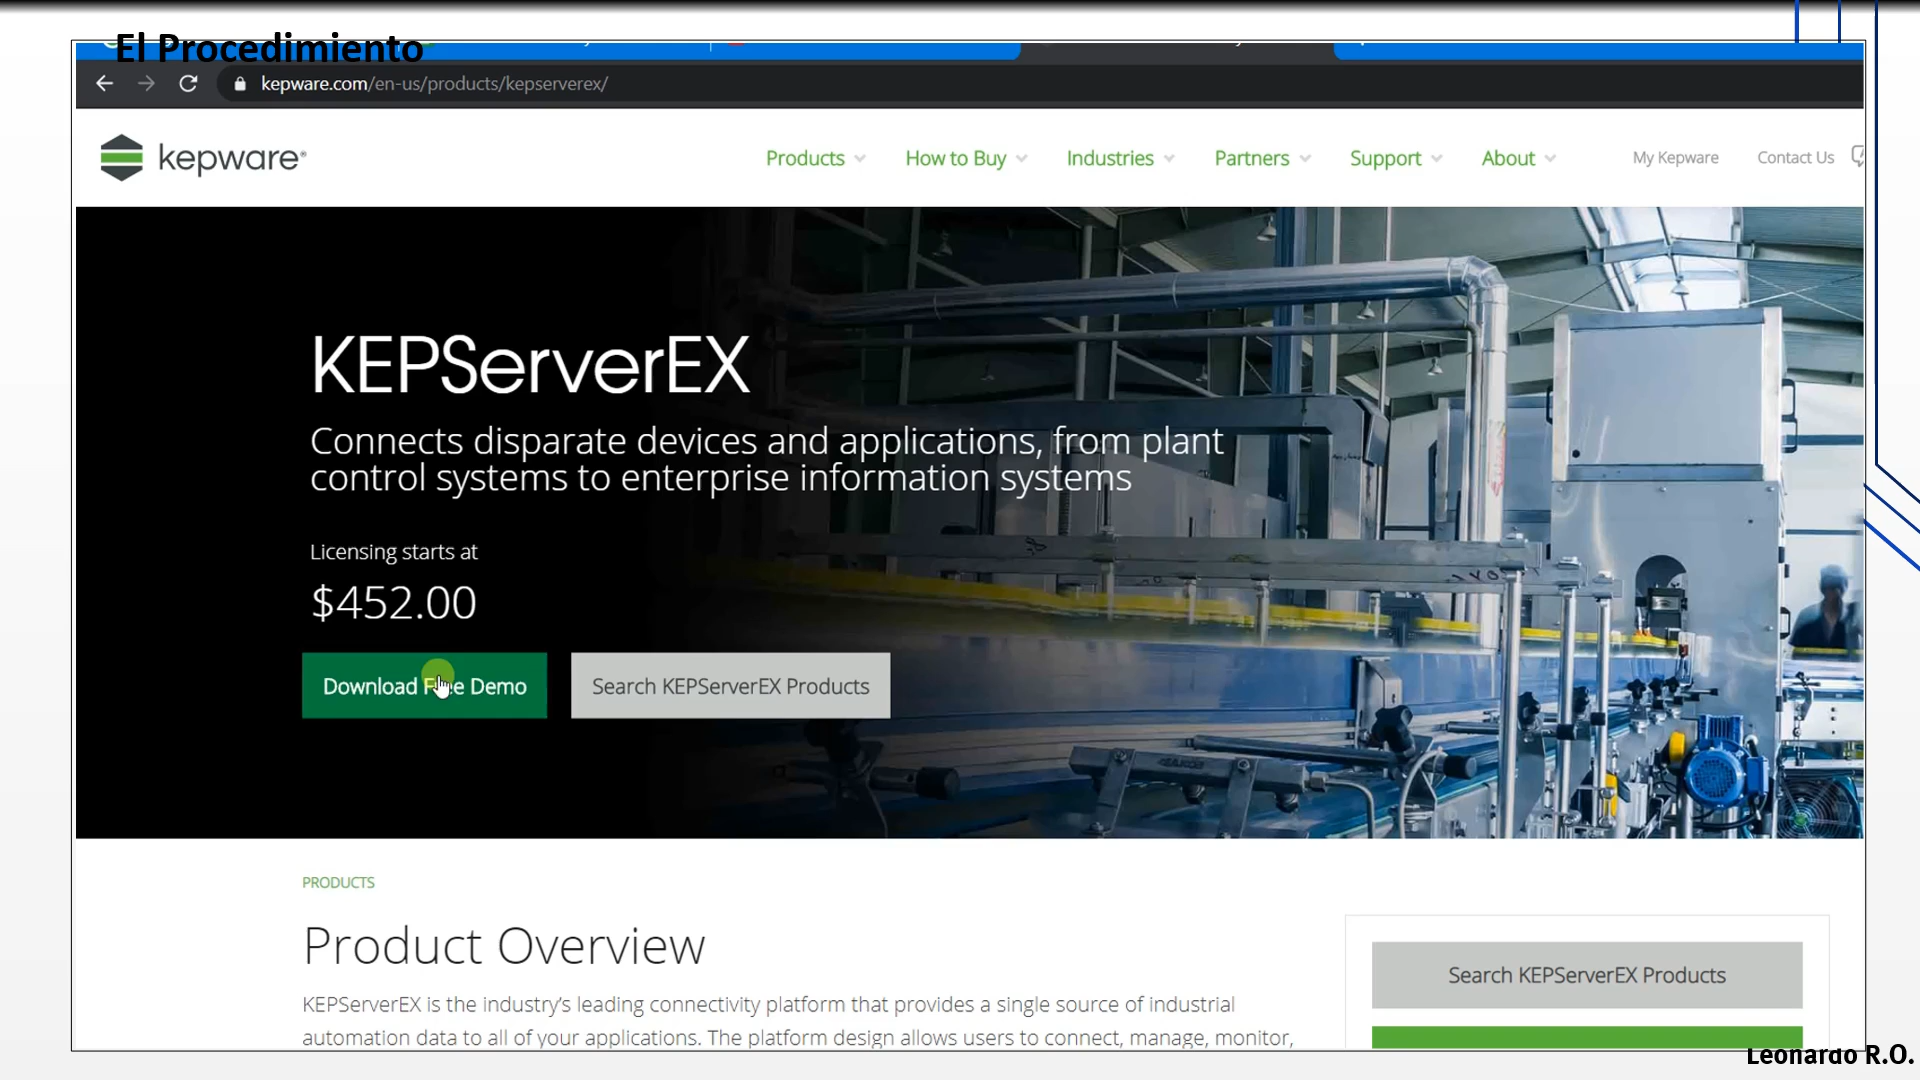 El Procedimiento
kepware.com/en-us/products/kepserverex/
kepware®
Products
How to Buy
Industries
Partners
Support
About
My Kepware
Contact Us
KEPServerEX
Connects disparate devices and applications, from plant
control systems to enterprise information systems
Licensing starts at
$452.00
Download Free Demo
Search KEPServerEX Products
PRODUCTS
Product Overview
KEPServerEX is the industry's leading connectivity platform that provides a single source of industrial
automation data to all of your applications. The platform design allows users to connect, manage, monitor,
Search KEPServerEX Products
Leonardo R.O.